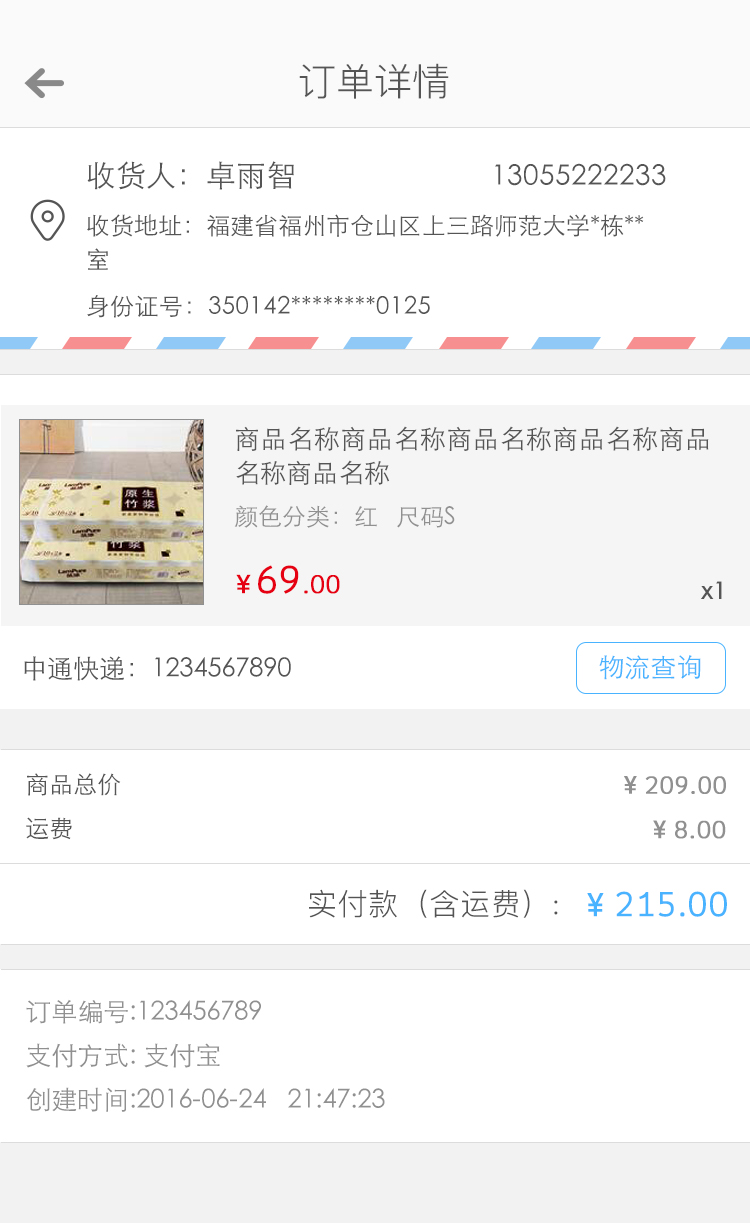 订单详情
收货人：卓雨智 13055222233
收货地址：福建省福州市仓山区上三路师范大学*栋**
室
身份证号：350142********0125
商品名称商品名称商品名称商品名称商品
名称商品名称
颜色分类：红 尺码S
原生
竹浆
LamPure
LamPure
竹浆
¥69.00
x1
中通快递：1234567890
物流查询
商品总价 ¥ 209.00
运费 ¥ 8.00
实付款（含运费）: ¥ 215.00
订单编号:123456789
支付方式: 支付宝
创建时间:2016-06-24 21:47:23